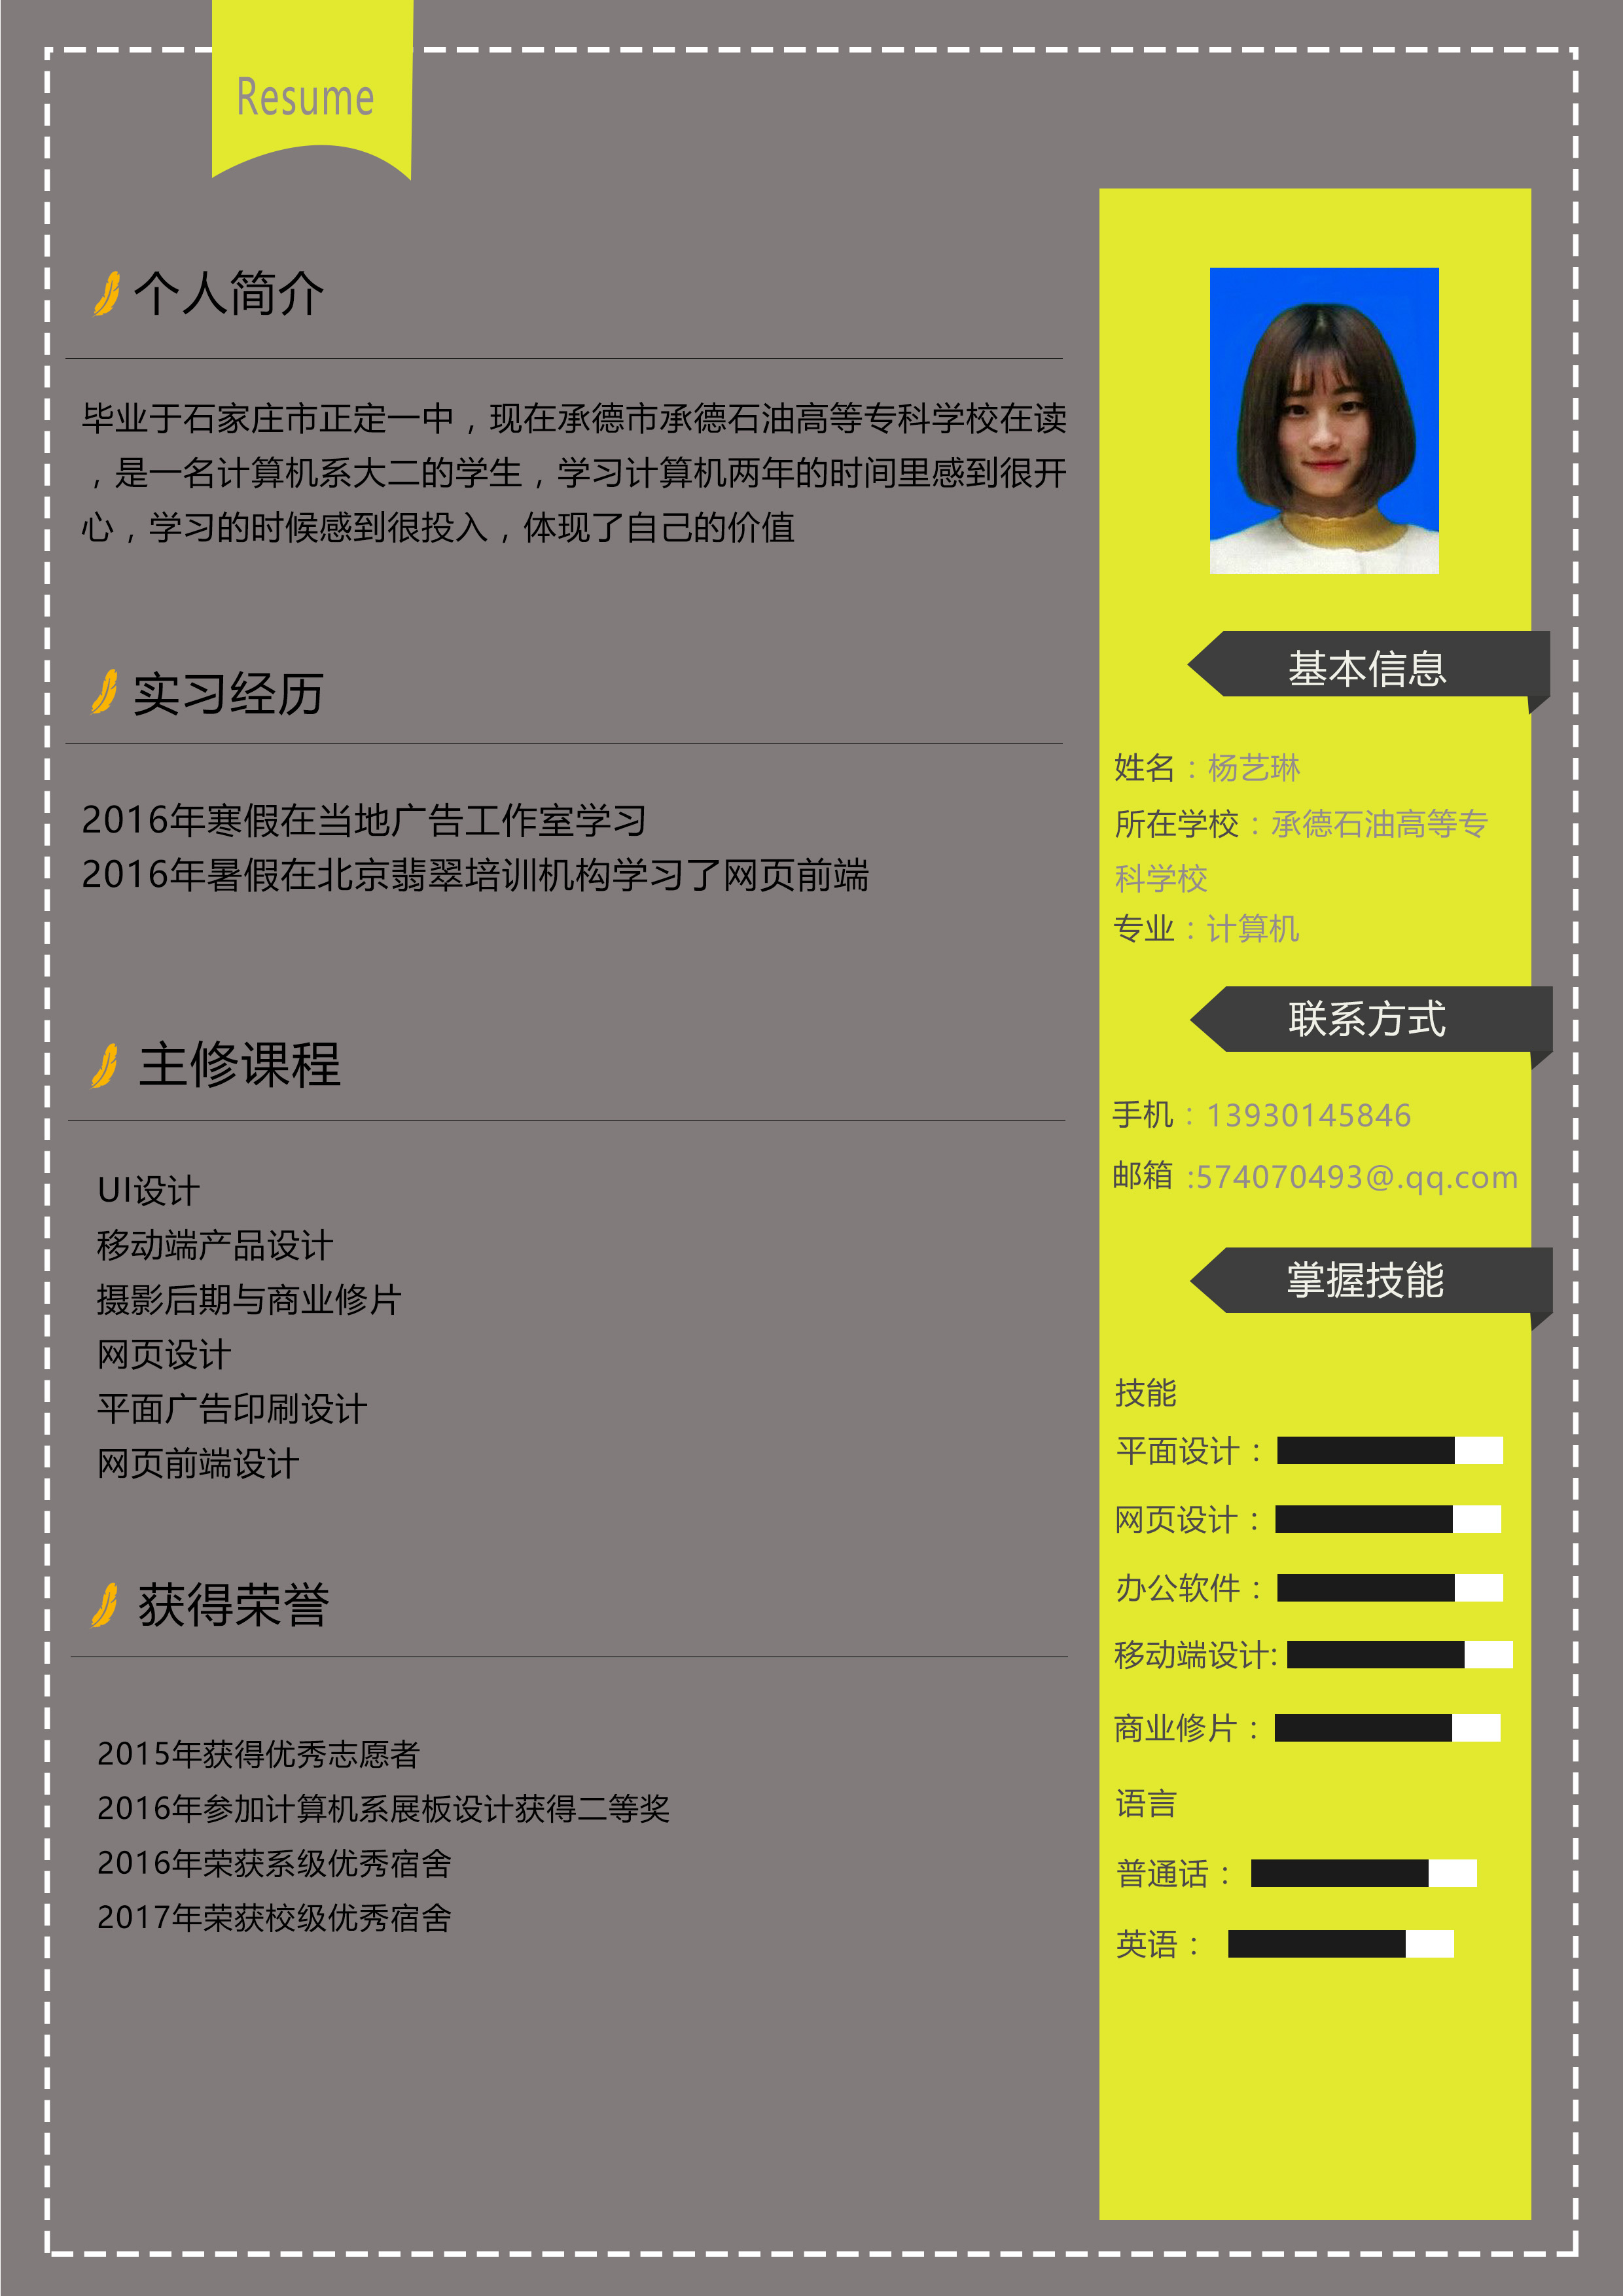 Resume
个人简介
毕业于石家庄市正定一中，现在承德市承德石油高等专科学校在读
，是一名计算机系大二的学生，学习计算机两年的时间里感到很开
心，学习的时候感到很投入，体现了自己的价值
实习经历
2016年寒假在当地广告工作室学习
2016年暑假在北京翡翠培训机构学习了网页前端
主修课程
UI设计
移动端产品设计
摄影后期与商业修片
网页设计
平面广告印刷设计
网页前端设计
获得荣誉
2015年获得优秀志愿者
2016年参加计算机系展板设计获得二等奖
2016年荣获系级优秀宿舍
2017年荣获校级优秀宿舍
基本信息
姓名：杨艺琳
所在学校：承德石油高等专
科学校
专业：计算机
联系方式
手机：13930145846
邮箱 :574070493@.qq.com
掌握技能
技能
平面设计：
网页设计：
办公软件：
移动端设计:
商业修片：
语言
普通话：
英语：